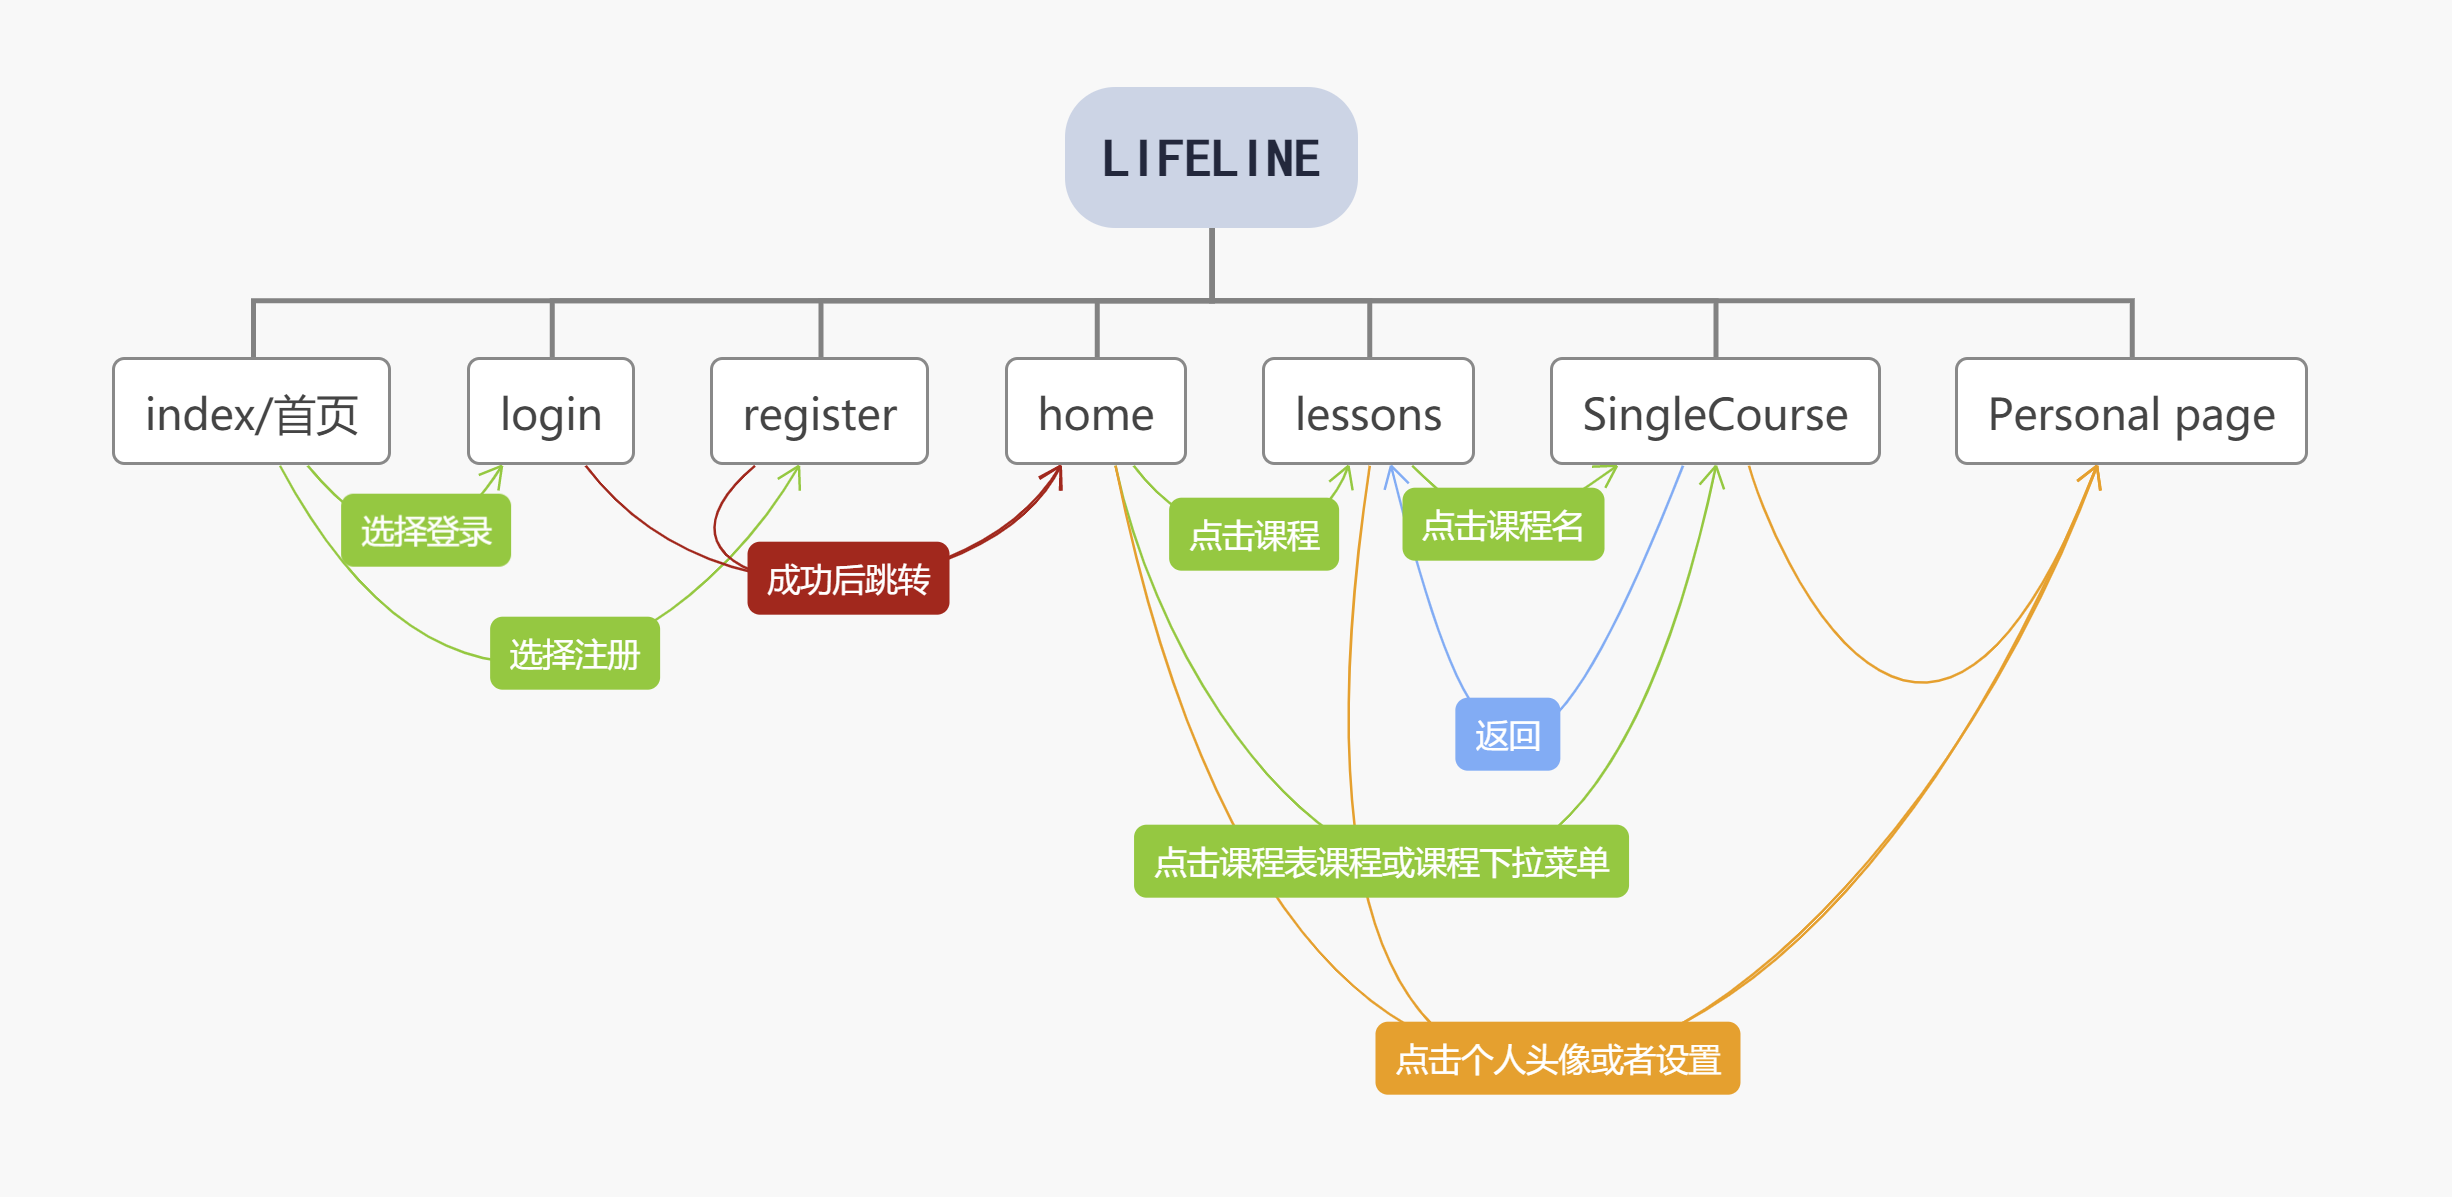 LIFELINE
index/首页
login
register
home
lessons
SingleCourse
Personal page
选择登录
点击课程
点击课程名
成功后跳转
选择注册
返回
点击课程表课程或课程下拉菜单
点击个人头像或者设置